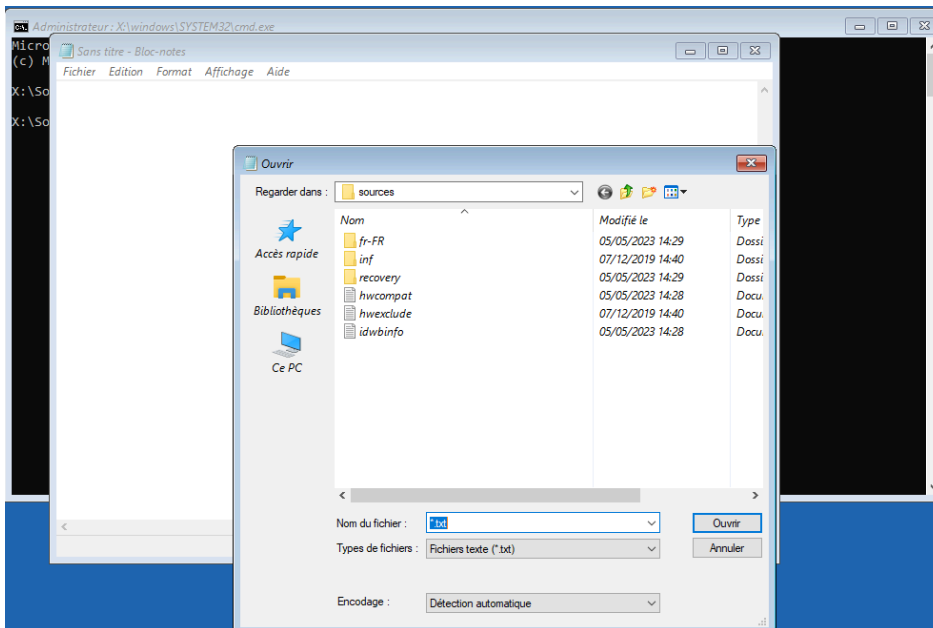 Administrateur : X:\windows\SYSTEM32\cmd.exe
Micro
(c) M
X:\So
X:\So
Sans titre - Bloc-notes
Fichier Edition Format Affichage Aide
Ouvrir
Regarder dans : sources
Nom Modifié le Type
fr-FR 05/05/2023 14:29 Dossi
inf 07/12/2019 14:40 Dossi
recovery 05/05/2023 14:29 Dossi
hwcompat 05/05/2023 14:28 Docu
hwexclude 07/12/2019 14:40 Docu
idwbinfo 05/05/2023 14:28 Docu
Accès rapide
Bibliothèques
Ce PC
Nom du fichier : *.txt Ouvrir
Types de fichiers : Fichiers texte (*.txt) Annuler
Encodage : Détection automatique